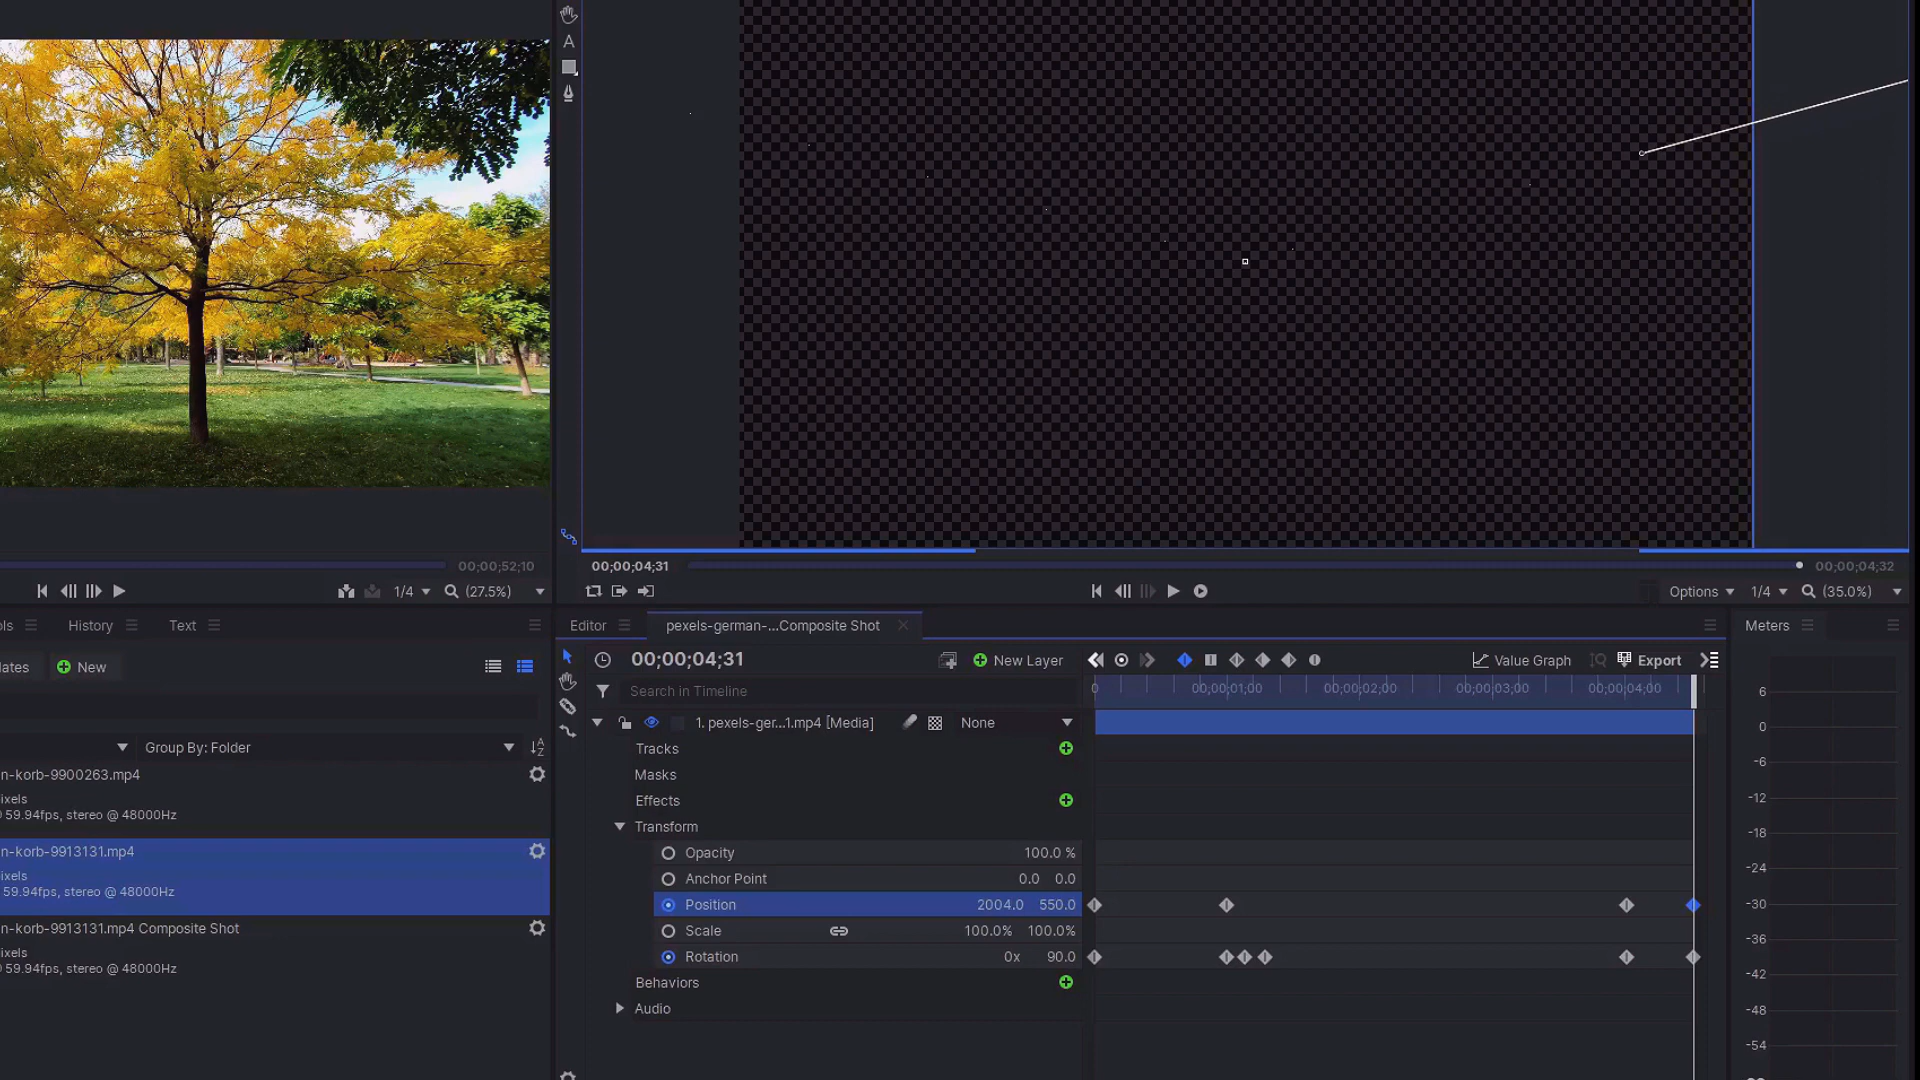 A
00;00;52;10
00;00;04;31
00;00;04;32
1/4
(27.5%)
Options
1/4
(35.0%)
ols
History
Text
Editor
pexels-german-...Composite Shot
Meters
ates
New
00;00;04;31
New Layer
Value Graph
Export
Search in Timeline
0
00;00;01;00
00;00;02;00
00;00;03;00
00;00;04;00
1. pexels-ger...1.mp4 [Media]
None
Group By: Folder
Tracks
Masks
Effects
Transform
Opacity
100.0 %
Anchor Point
0.0 0.0
Position
2004.0 550.0
Scale
100.0% 100.0%
Rotation
0x 90.0
Behaviors
Audio
n-korb-9900263.mp4
ixels
59.94fps, stereo @ 48000Hz
n-korb-9913131.mp4
ixels
59.94fps, stereo @ 48000Hz
n-korb-9913131.mp4 Composite Shot
ixels
59.94fps, stereo @ 48000Hz
6
0
-6
-12
-18
-24
-30
-36
-42
-48
-54